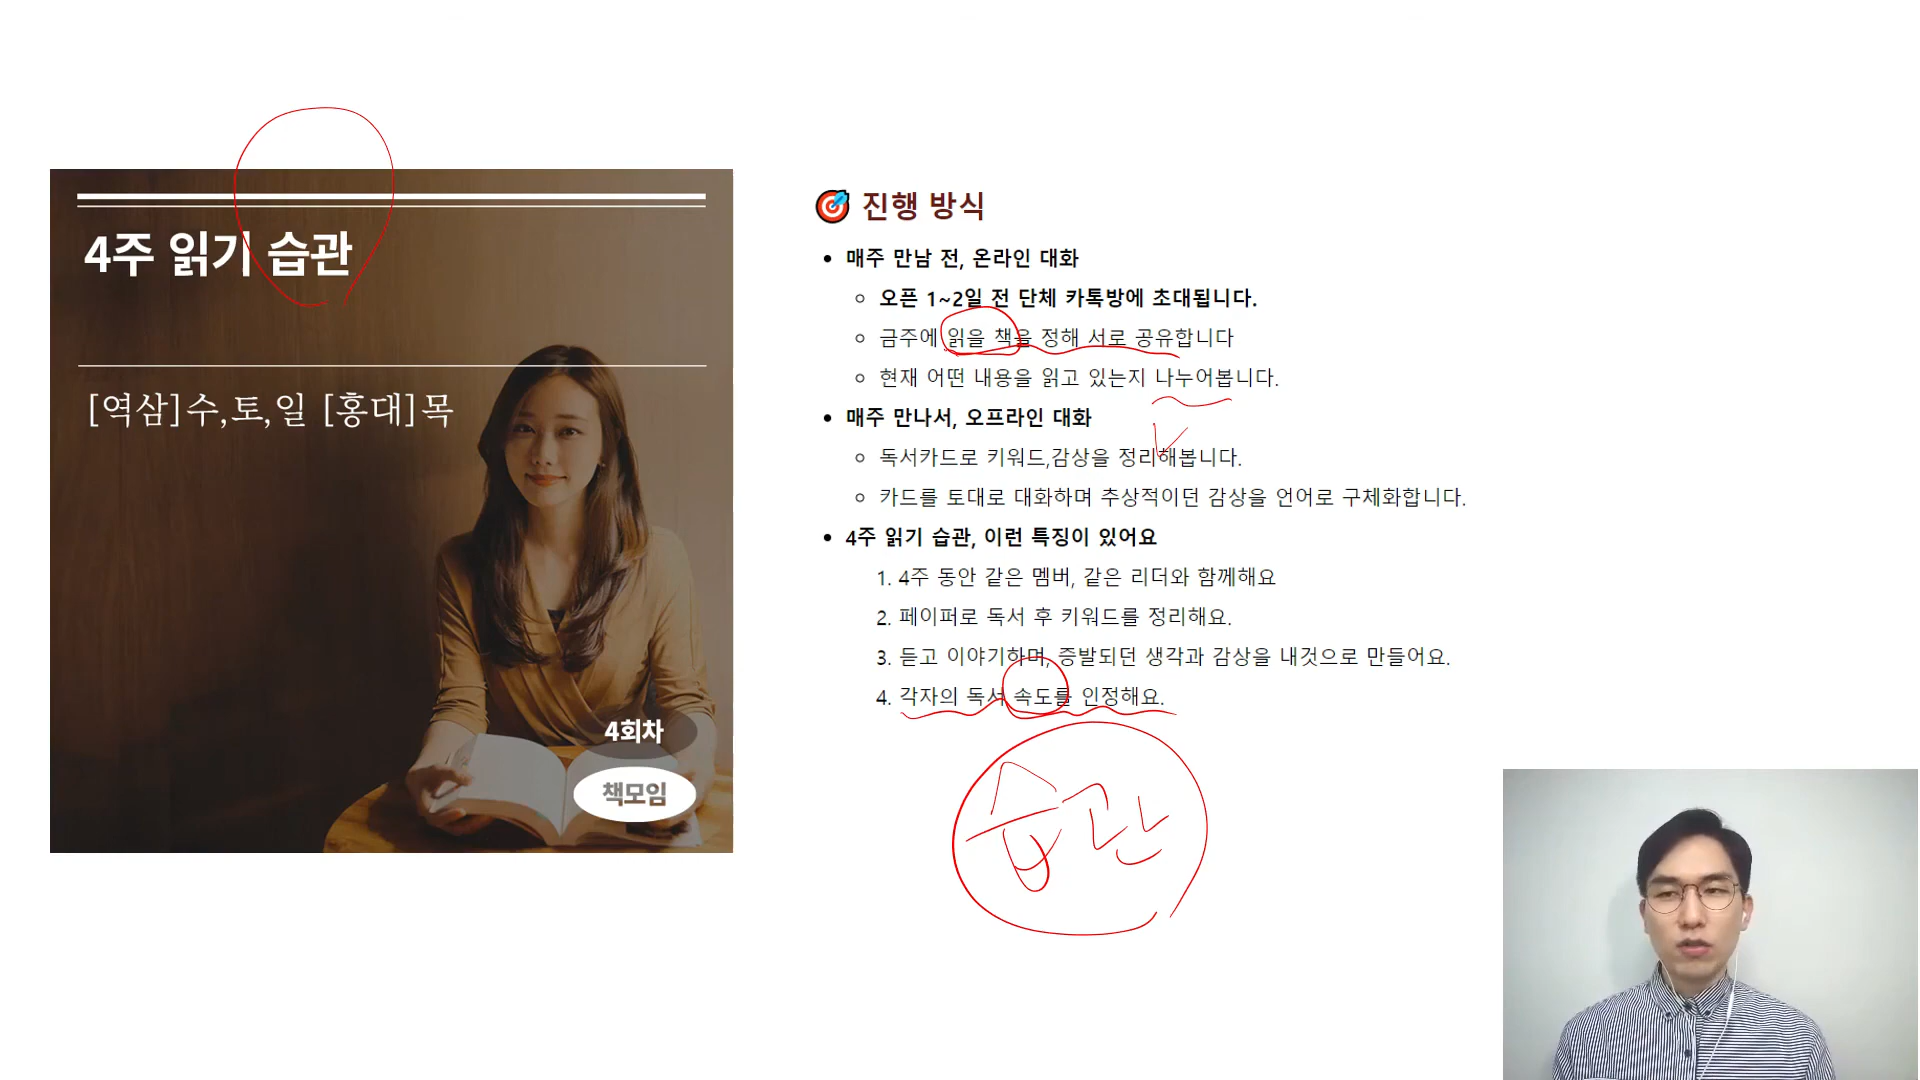 4주 읽기 습관
[역삼]수,토,일 [홍대]목
4회차
책모임
진행 방식
매주 만남 전, 온라인 대화
오픈 1~2일 전 단체 카톡방에 초대됩니다.
금주에 읽을 책을 정해 서로 공유합니다
현재 어떤 내용을 읽고 있는지 나누어봅니다.
매주 만나서, 오프라인 대화
독서카드로 키워드,감상을 정리해봅니다.
카드를 토대로 대화하며 추상적이던 감상을 언어로 구체화합니다.
4주 읽기 습관, 이런 특징이 있어요
1. 4주 동안 같은 멤버, 같은 리더와 함께해요
2. 페이퍼로 독서 후 키워드를 정리해요.
3. 듣고 이야기하며, 증발되던 생각과 감상을 내것으로 만들어요.
4. 각자의 독서 속도를 인정해요.
습관